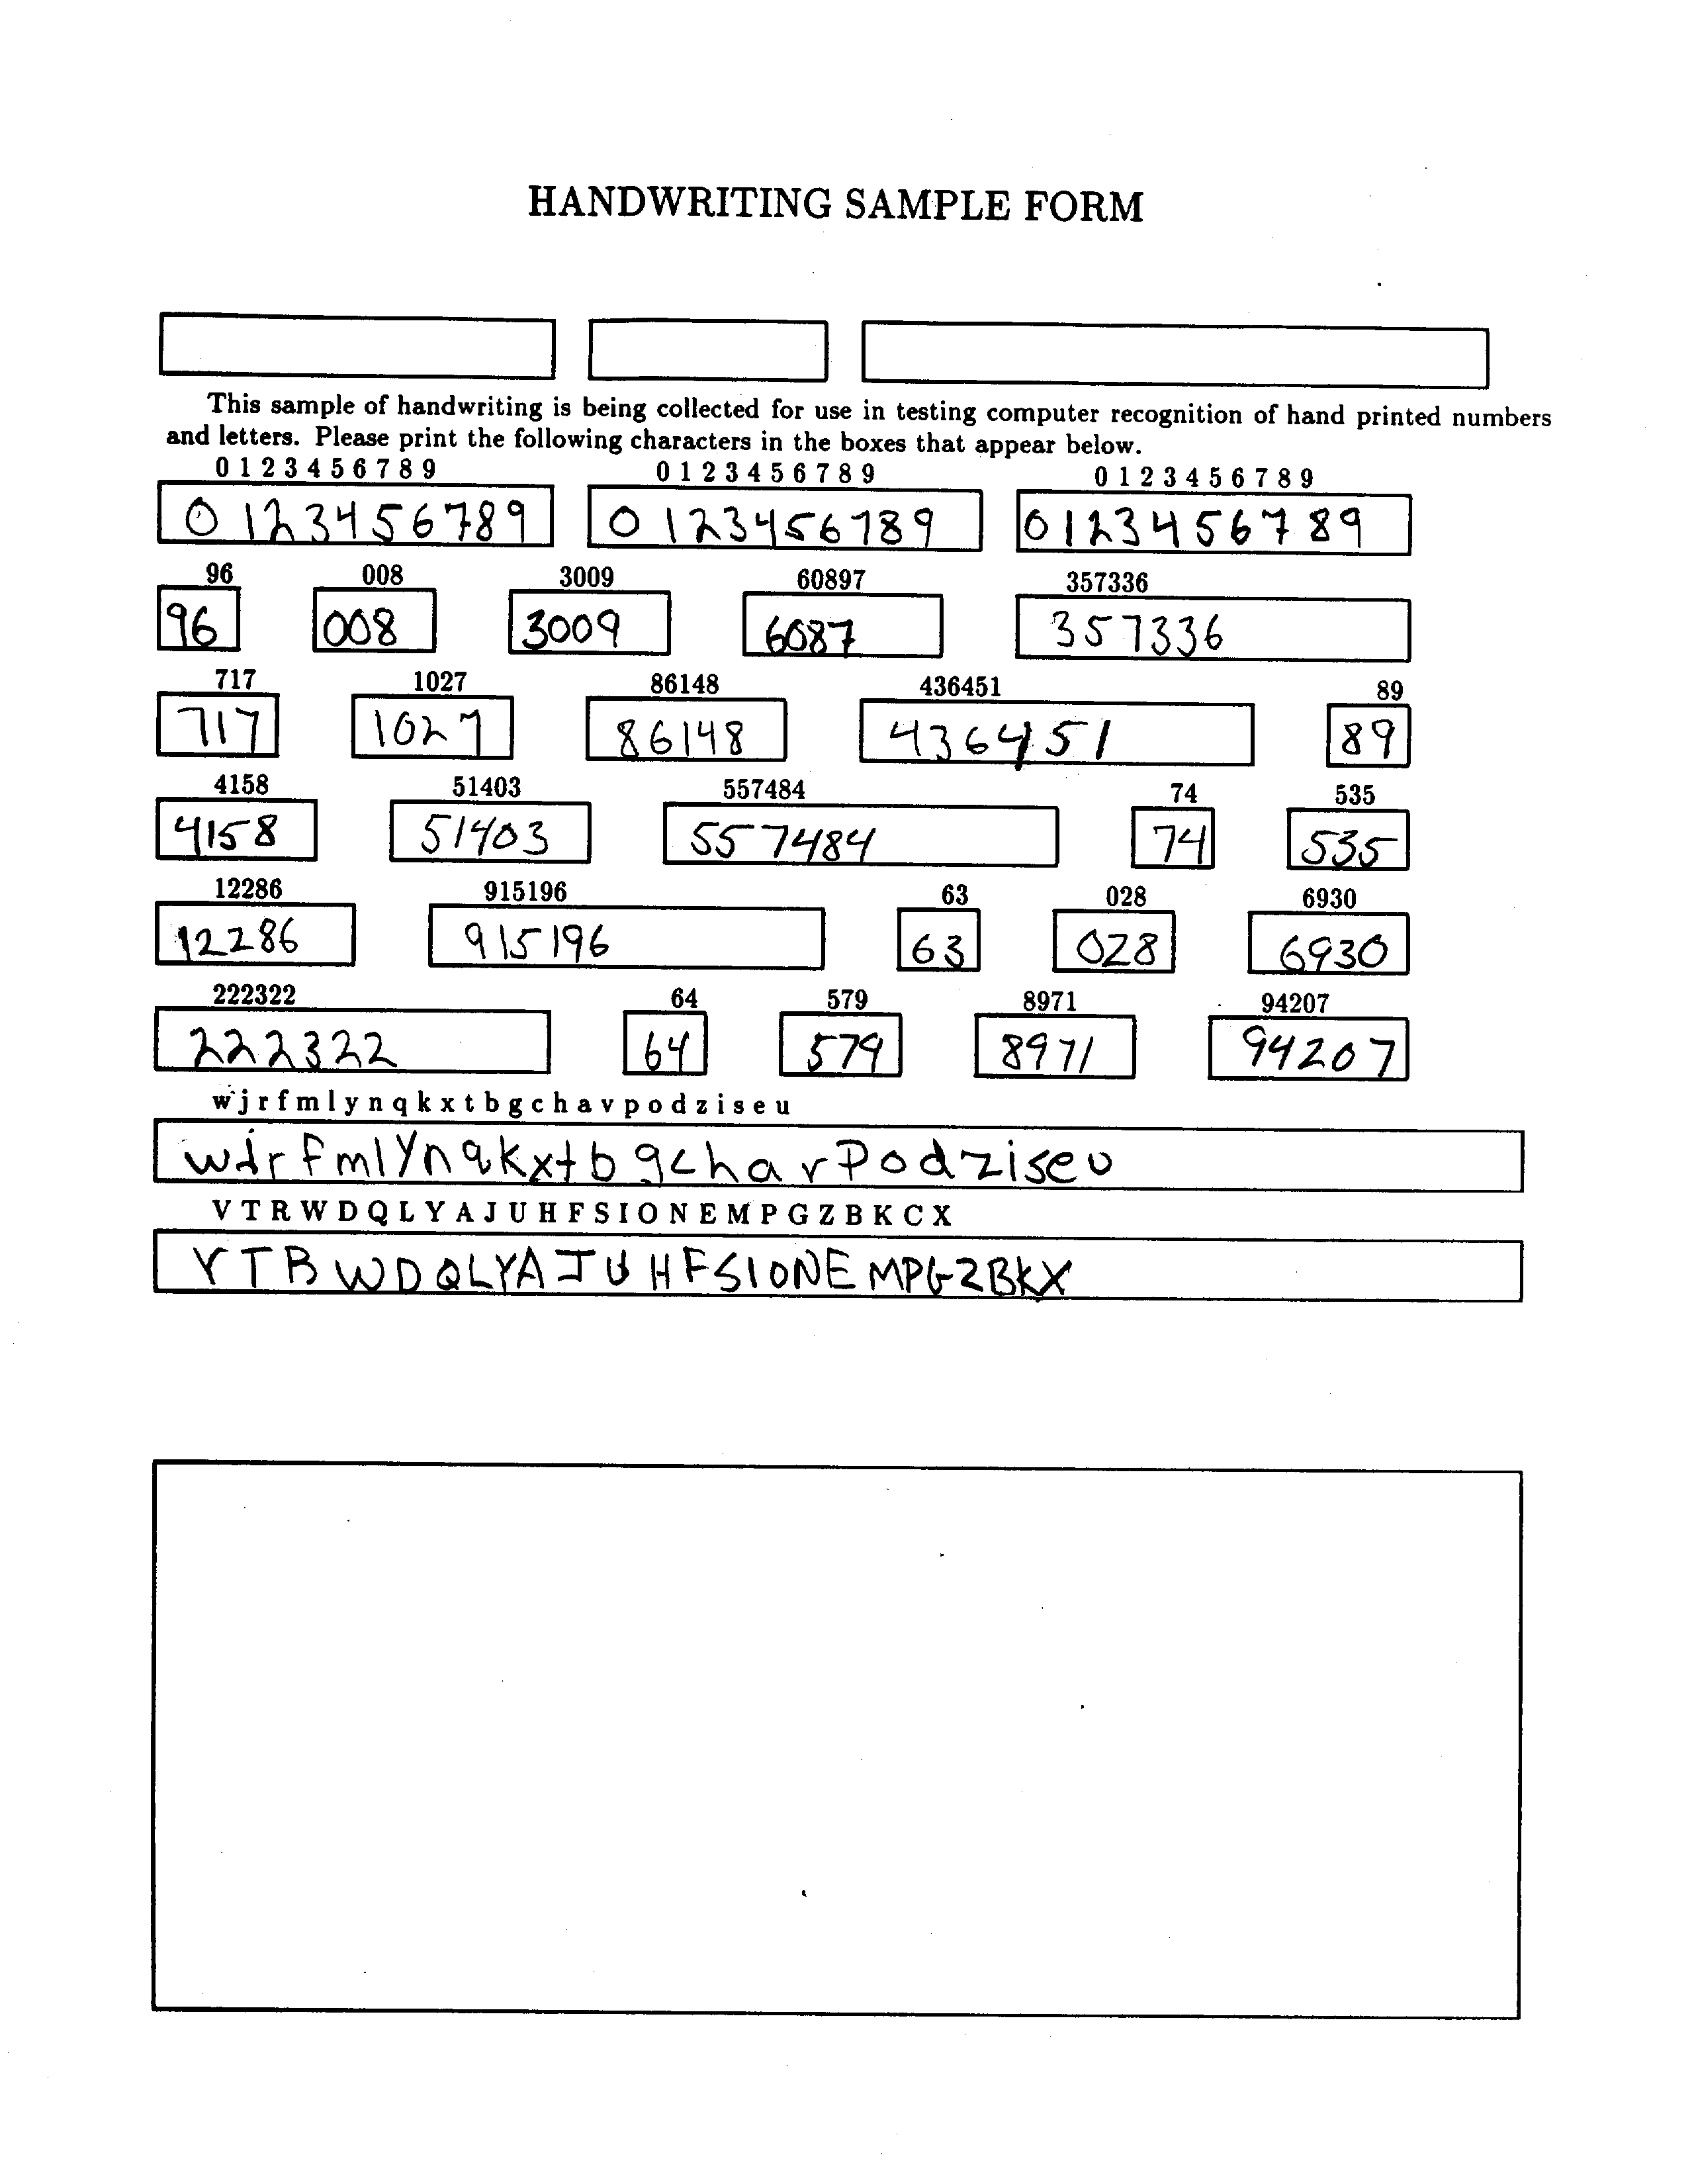 HANDWRITING SAMPLE FORM
This sample of handwriting is being collected for use in testing computer recognition of hand printed numbers
and letters. Please print the following characters in the boxes that appear below.
0 1 2 3 4 5 6 7 8 9 0 1 2 3 4 5 6 7 8 9 0 1 2 3 4 5 6 7 8 9
0123456789 0123456789 0123456789
96 008 3009 60897 357336
96 008 3009 6087 357336
717 1027 86148 436451 89
717 1027 86148 436451 89
4158 51403 557484 74 535
4158 51403 557484 74 535
12286 915196 63 028 6930
12286 915196 63 028 6930
222322 64 579 8971 94207
222322 64 579 8971 94207
w j r f m l y n q k x t b g c h a v p o d z i s e u
wjrfmlynqkxtbgchavpodziseu
V T R W D Q L Y A J U H F S I O N E M P G Z B K C X
VTRWDQLYAJUHFSIONEMPGZBKX